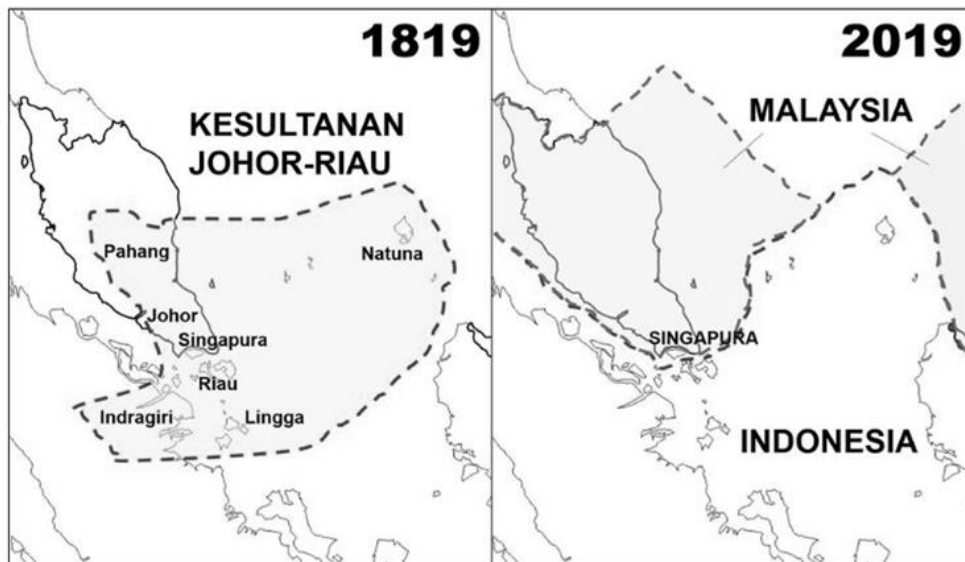 1819
KESULTANAN
JOHOR-RIAU
Pahang
Natuna
Johor
Singapura
Riau
Indragiri
Lingga
2019
MALAYSIA
SINGAPURA
INDONESIA